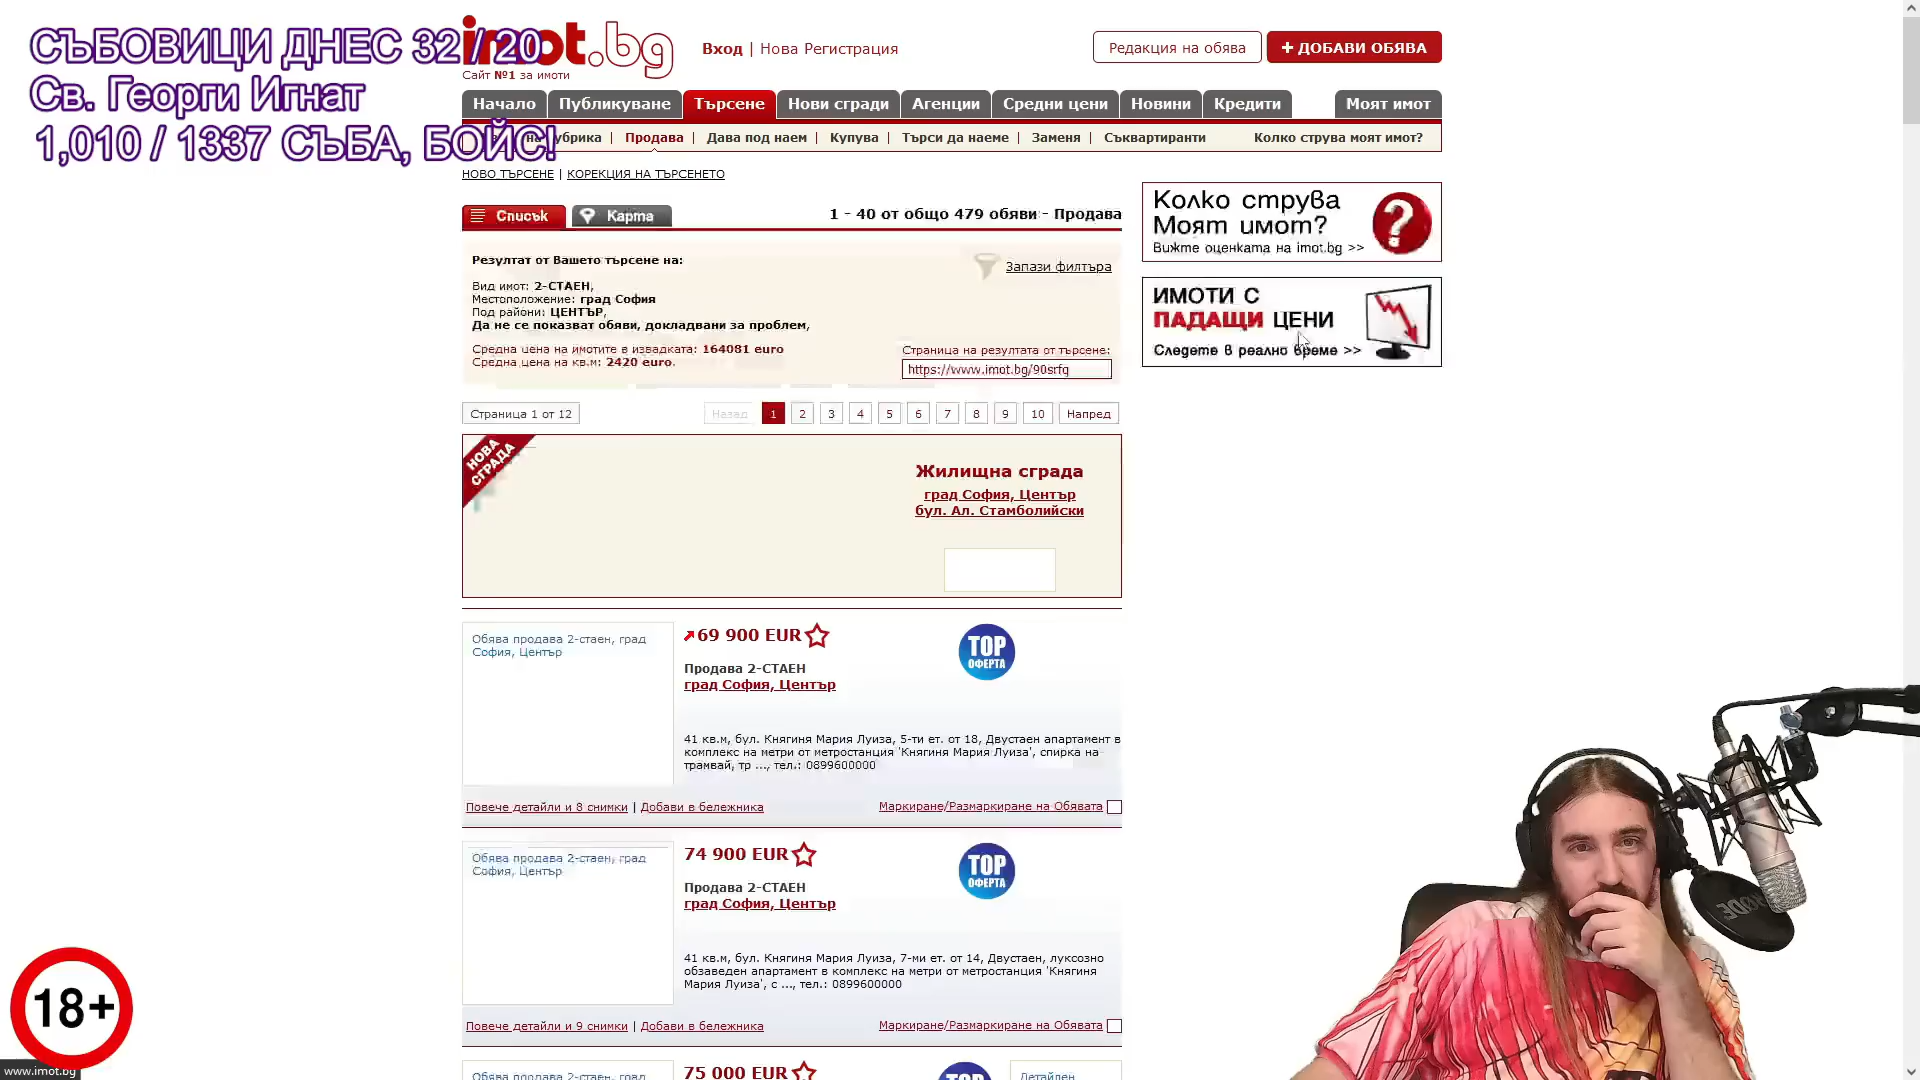 СЪБОВИЦИ ДНЕС 32 / 20
Св. Георги Игнат
1,010 / 1337 СЪБА, БОЙС!
imot.bg
Сайт №1 за имоти
Вход | Нова Регистрация
Редакция на обява
+ ДОБАВИ ОБЯВА
Начало
Публикуване
Търсене
Нови сгради
Агенции
Средни цени
Новини
Кредити
Моят имот
Продава
Дава под наем
Купува
Търси да наеме
Заменя
Съквартиранти
Колко струва моят имот?
НОВО ТЪРСЕНЕ | КОРЕКЦИЯ НА ТЪРСЕНЕТО
Списък
Карта
1 - 40 от общо 479 обяви - Продава
Резултат от Вашето търсене на:
Запази филтъра
Вид имот: 2-СТАЕН,
Местоположение: град София
Под райони: ЦЕНТЪР,
Да не се показват обяви, докладвани за проблем,
Средна цена на имотите в извадката: 164081 euro
Средна цена на кв.м: 2420 euro.
Страница на резултата от търсене:
https://www.imot.bg/90srfq
Страница 1 от 12
Назад 1 2 3 4 5 6 7 8 9 10 Напред
НОВА СГРАДА
Жилищна сграда
град София, Център
бул. Ал. Стамболийски
Обява продава 2-стаен, град
София, Център
69 900 EUR
Продава 2-СТАЕН
град София, Център
TOP
ОФЕРТА
41 кв.м, бул. Княгиня Мария Луиза, 5-ти ет. от 18, Двустаен апартамент в
комплекс на метри от метростанция 'Княгиня Мария Луиза', спирка на
трамвай, тр ..., тел.: 0899600000
Повече детайли и 8 снимки | Добави в бележника
Маркиране/Размаркиране на Обявата
Обява продава 2-стаен, град
София, Център
74 900 EUR
Продава 2-СТАЕН
град София, Център
TOP
ОФЕРТА
41 кв.м, бул. Княгиня Мария Луиза, 7-ми ет. от 14, Двустаен, луксозно
обзаведен апартамент в комплекс на метри от метростанция 'Княгиня
Мария Луиза', с ..., тел.: 0899600000
Повече детайли и 9 снимки | Добави в бележника
Маркиране/Размаркиране на Обявата
Обява продава 2-стаен, град
75 000 EUR
TOP
Детайлен
Колко струва
Моят имот?
Вижте оценката на imot.bg >>
ИМОТИ С
ПАДАЩИ ЦЕНИ
Следете в реално време >>
RØDE
18+
www.imot.bg